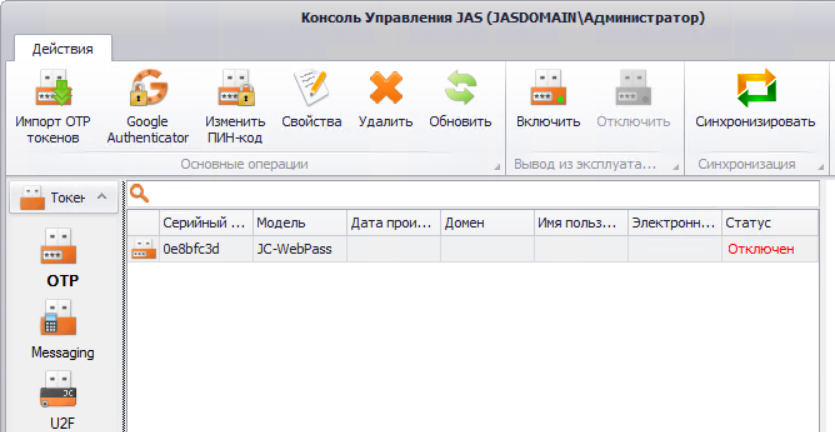 Консоль Управления JAS (JASDOMAIN\Администратор)
Действия
Импорт OTP токенов
Google Authenticator
Изменить ПИН-код
Свойства
Удалить
Обновить
Включить
Отключить
Синхронизировать
Основные операции
Вывод из эксплуата...
Синхронизация
Токен
Серийный ... Модель Дата прои... Домен Имя польз... Электронн... Статус
0e8bfc3d JC-WebPass Отключен
OTP
Messaging
JC
U2F